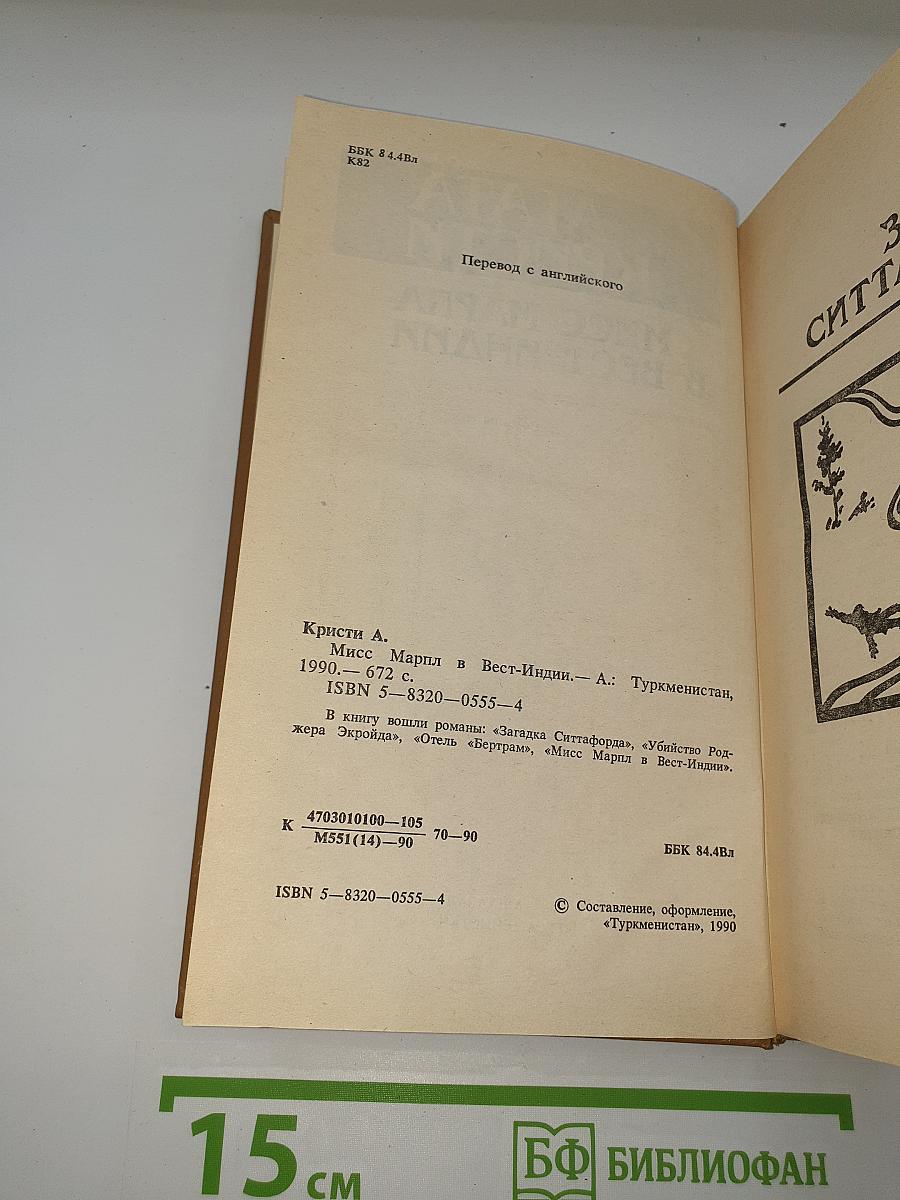 ББК 84.4Вл
К82
Перевод с английского
Кристи А.
Мисс Марпл в Вест-Индии.— А.: Туркменистан,
1990.— 672 с.
ISBN 5—8320—0555—4
В книгу вошли романы: «Загадка Ситтафорда», «Убийство Род-
жера Экройда», «Отель «Бертрам», «Мисс Марпл в Вест-Индии».
К 4703010100—105 70—90
М551(14)—90
ББК 84.4Вл
ISBN 5—8320—0555—4
© Составление, оформление,
«Туркменистан», 1990
З
СИТТА
15 см
БФ БИБЛИОФАН